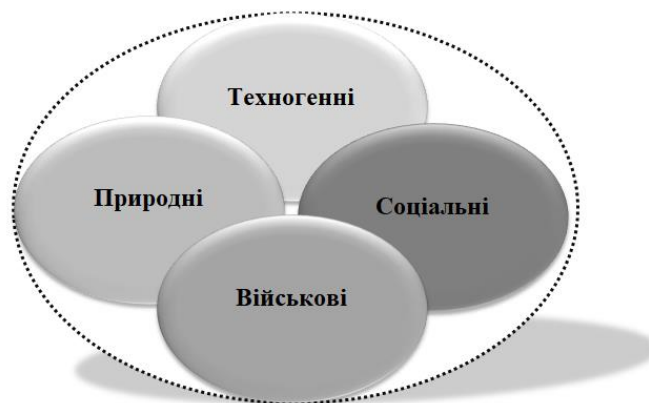 Техногенні
Природні
Соціальні
Військові